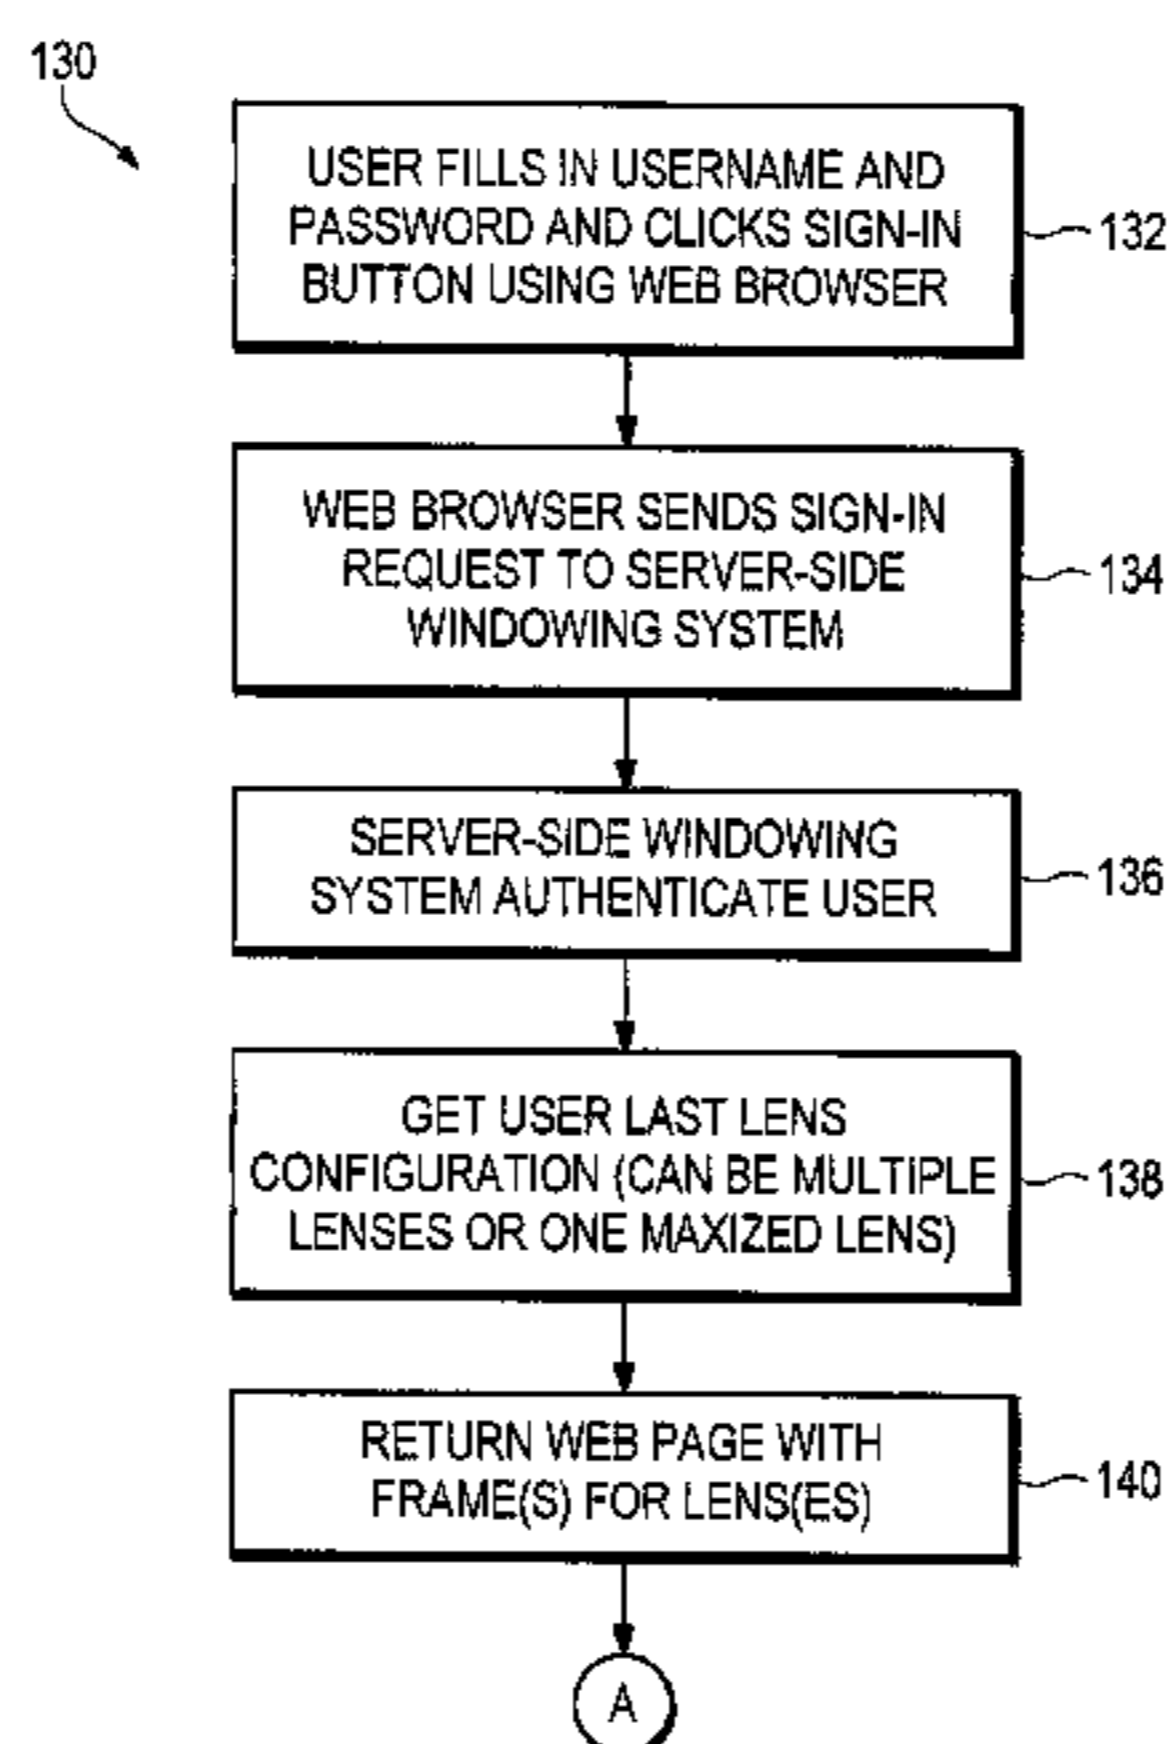 130
USER FILLS IN USERNAME AND
PASSWORD AND CLICKS SIGN-IN
BUTTON USING WEB BROWSER
132
WEB BROWSER SENDS SIGN-IN
REQUEST TO SERVER-SIDE
WINDOWING SYSTEM
134
SERVER-SIDE WINDOWING
SYSTEM AUTHENTICATE USER
136
GET USER LAST LENS
CONFIGURATION (CAN BE MULTIPLE
LENSES OR ONE MAXIZED LENS)
138
RETURN WEB PAGE WITH
FRAME(S) FOR LENS(ES)
140
A